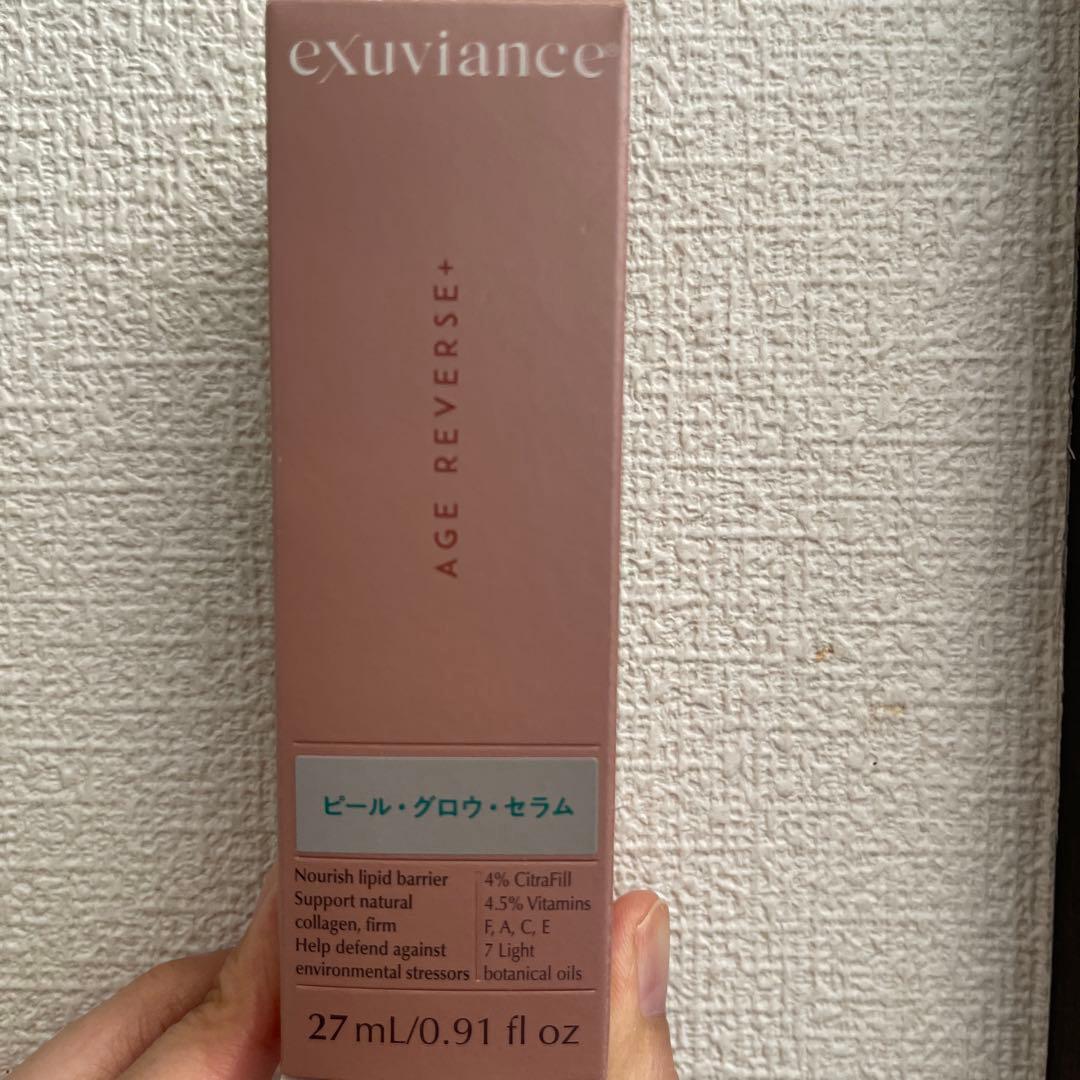 exuviance®
AGE REVERSE+
ピール・グロウ・セラム
Nourish lipid barrier
Support natural
collagen, firm
Help defend against
environmental stressors
4% CitraFill
4.5% Vitamins
F, A, C, E
7 Light
botanical oils
27 mL/0.91 fl oz